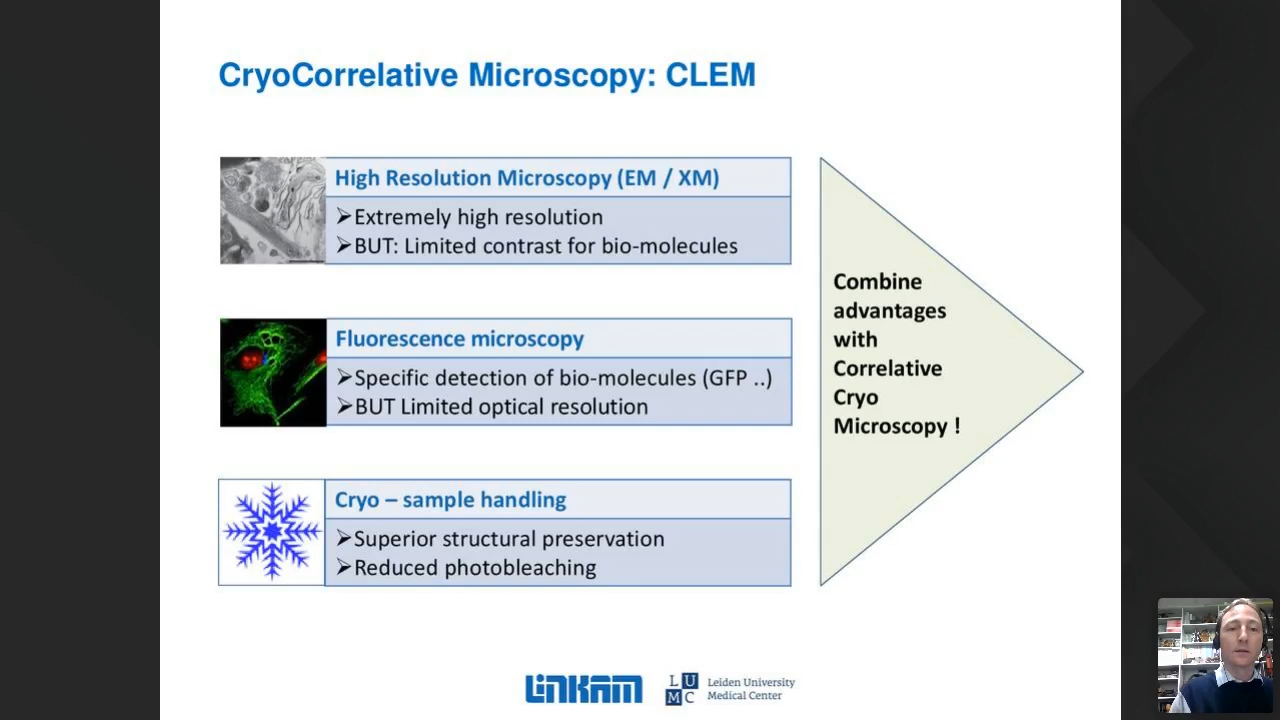 CryoCorrelative Microscopy: CLEM
High Resolution Microscopy (EM / XM)
➢Extremely high resolution
➢BUT: Limited contrast for bio-molecules
Fluorescence microscopy
➢Specific detection of bio-molecules (GFP ..)
➢BUT Limited optical resolution
Cryo – sample handling
➢Superior structural preservation
➢Reduced photobleaching
Combine
advantages
with
Correlative
Cryo
Microscopy !
LINKAM
L U
M C
Leiden University
Medical Center